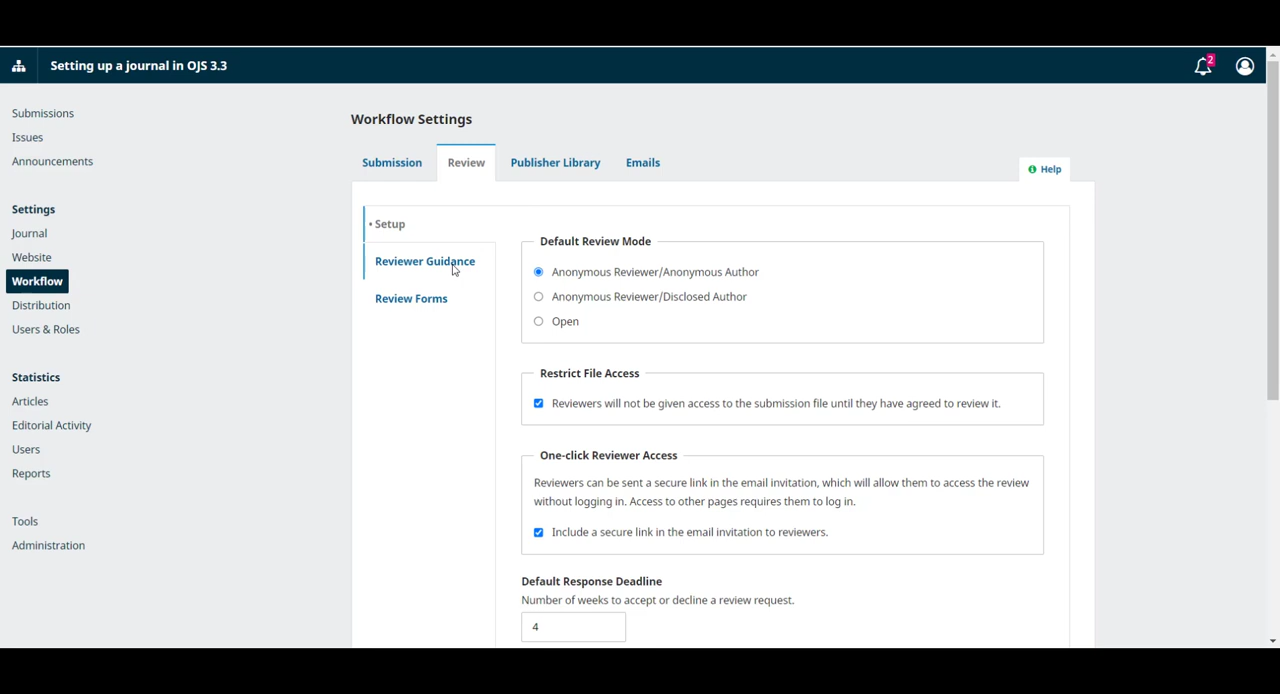 Setting up a journal in OJS 3.3
2
Submissions
Issues
Announcements
Settings
Journal
Website
Workflow
Distribution
Users & Roles
Statistics
Articles
Editorial Activity
Users
Reports
Tools
Administration
Workflow Settings
Submission Review Publisher Library Emails
Help
• Setup
Reviewer Guidance
Review Forms
Default Review Mode
Anonymous Reviewer/Anonymous Author
Anonymous Reviewer/Disclosed Author
Open
Restrict File Access
Reviewers will not be given access to the submission file until they have agreed to review it.
One-click Reviewer Access
Reviewers can be sent a secure link in the email invitation, which will allow them to access the review
without logging in. Access to other pages requires them to log in.
Include a secure link in the email invitation to reviewers.
Default Response Deadline
Number of weeks to accept or decline a review request.
4